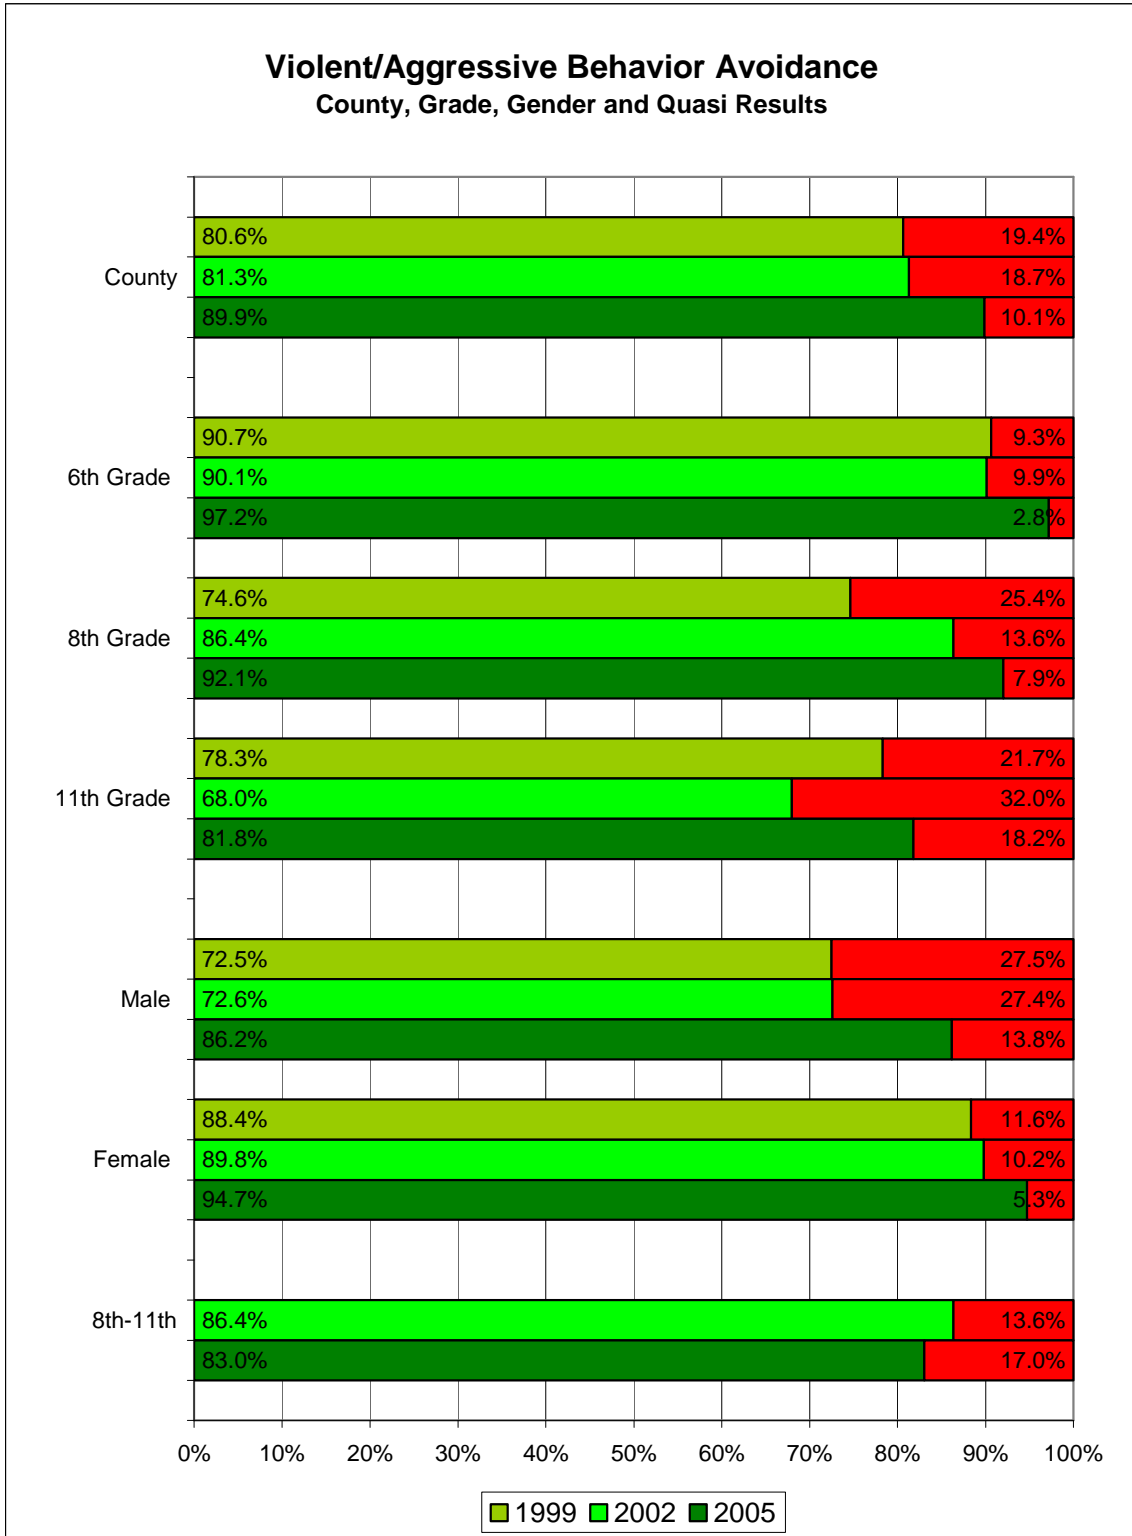 Violent/Aggressive Behavior Avoidance
County, Grade, Gender and Quasi Results
80.6% 19.4%
County 81.3% 18.7%
89.9% 10.1%
90.7% 9.3%
6th Grade 90.1% 9.9%
97.2% 2.8%
74.6% 25.4%
8th Grade 86.4% 13.6%
92.1% 7.9%
78.3% 21.7%
11th Grade 68.0% 32.0%
81.8% 18.2%
72.5% 27.5%
Male 72.6% 27.4%
86.2% 13.8%
88.4% 11.6%
Female 89.8% 10.2%
94.7% 5.3%
8th-11th 86.4% 13.6%
83.0% 17.0%
0% 10% 20% 30% 40% 50% 60% 70% 80% 90% 100%
1999 2002 2005